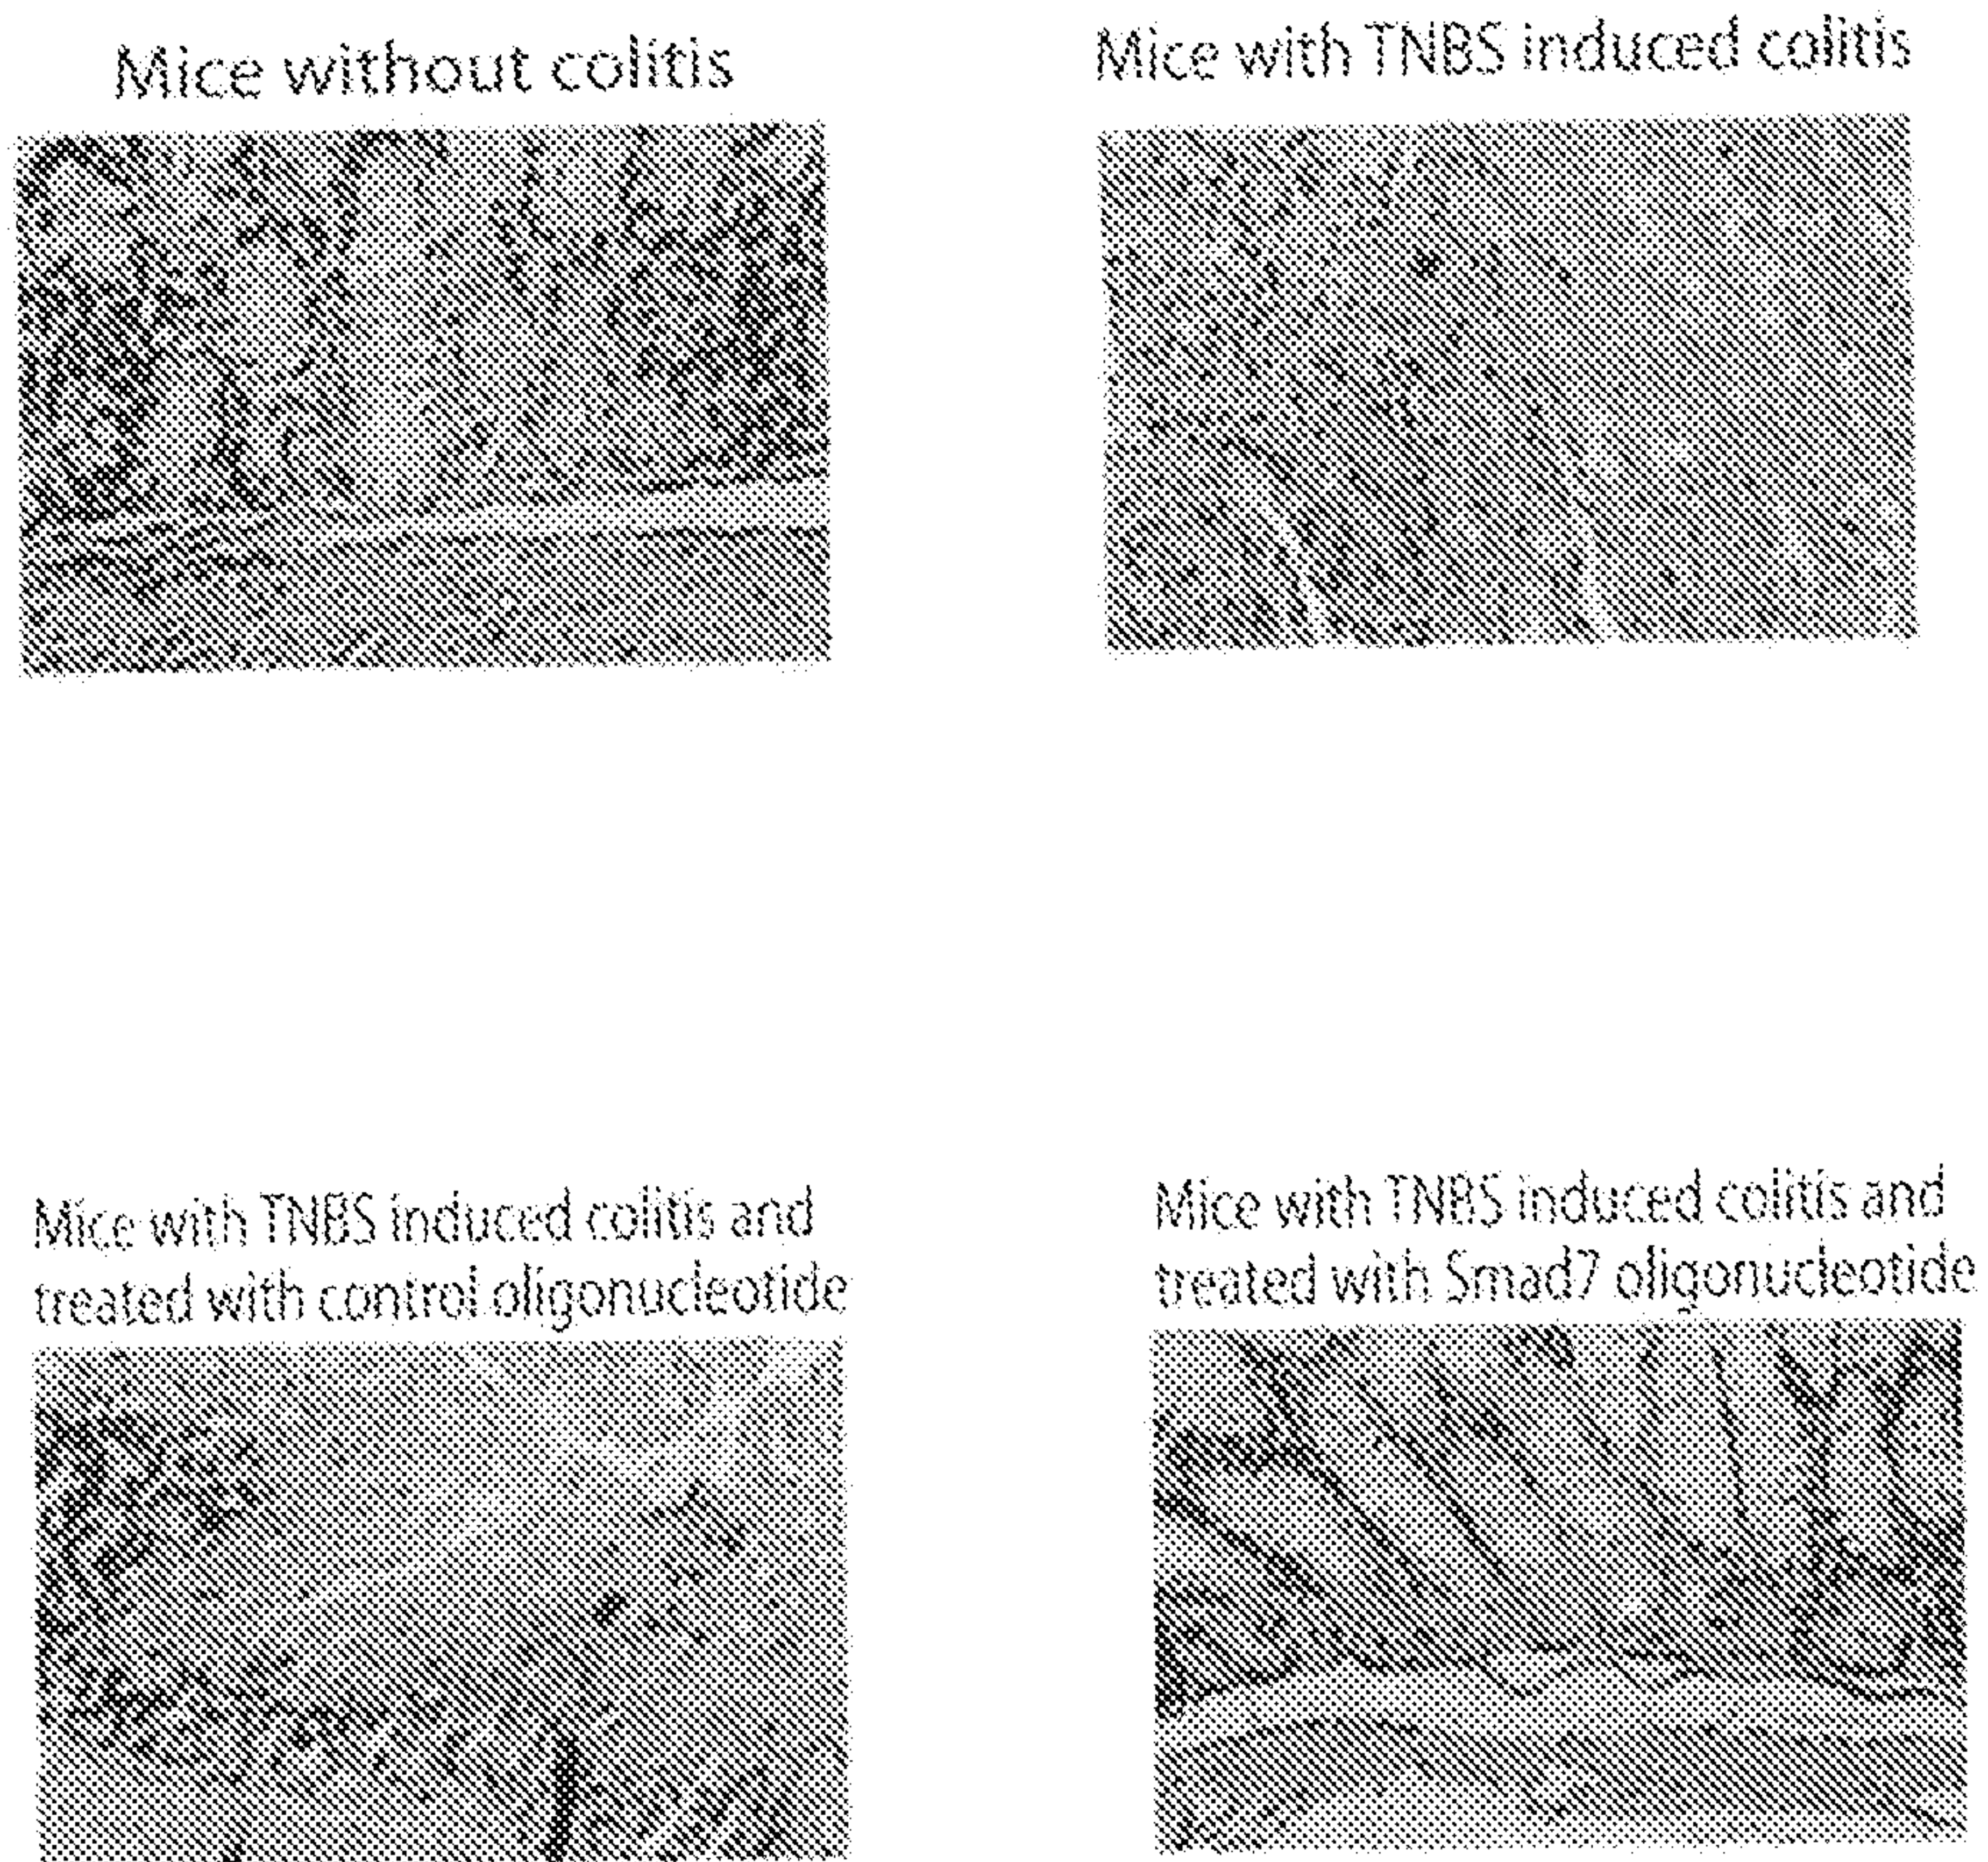 Mice without colitis
Mice with TNBS induced colitis
Mice with TNBS induced colitis and
treated with control oligonucleotide
Mice with TNBS induced colitis and
treated with Smad7 oligonucleotide